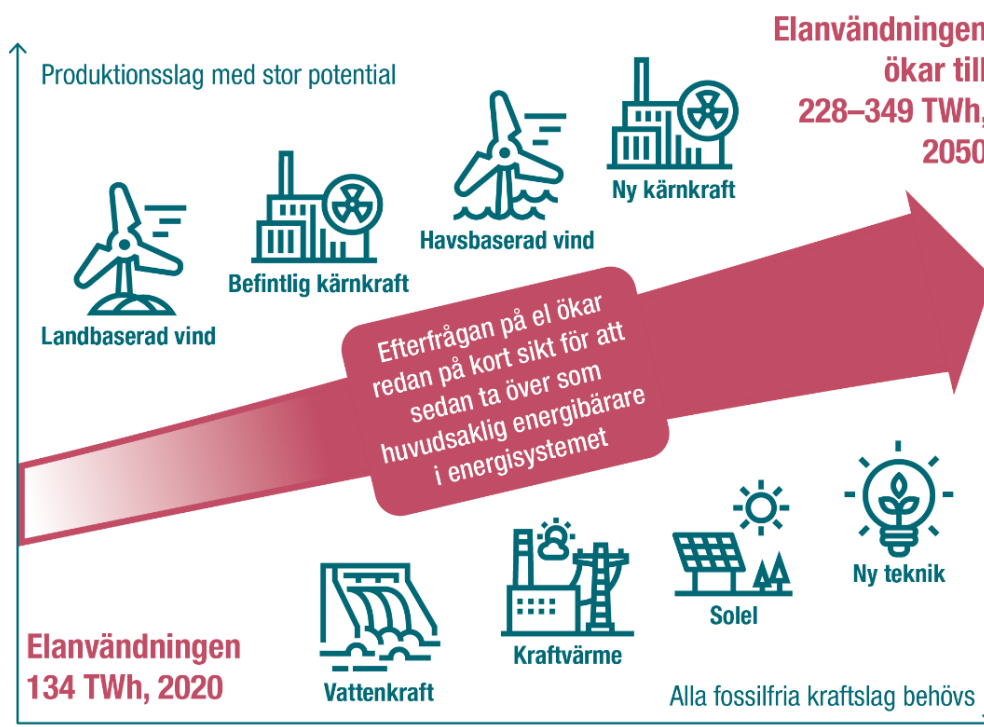 Elanvändningen
ökar till
228–349 TWh,
2050
Produktionsslag med stor potential
Ny kärnkraft
Havsbaserad vind
Befintlig kärnkraft
Landbaserad vind
Efterfrågan på el ökar
redan på kort sikt för att
sedan ta över som
huvudsaklig energibärare
i energisystemet
Ny teknik
Solel
Kraftvärme
Vattenkraft
Elanvändningen
134 TWh, 2020
Alla fossilfria kraftslag behövs